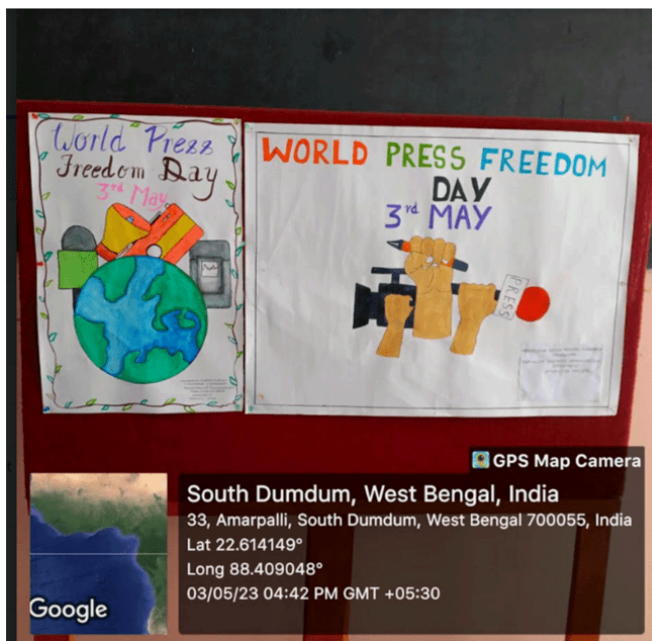 World Press
Freedom Day
3rd May
WORLD PRESS FREEDOM
DAY
3rd MAY
PRESS
GPS Map Camera
South Dumdum, West Bengal, India
33, Amarpalli, South Dumdum, West Bengal 700055, India
Lat 22.614149°
Long 88.409048°
03/05/23 04:42 PM GMT +05:30
Google